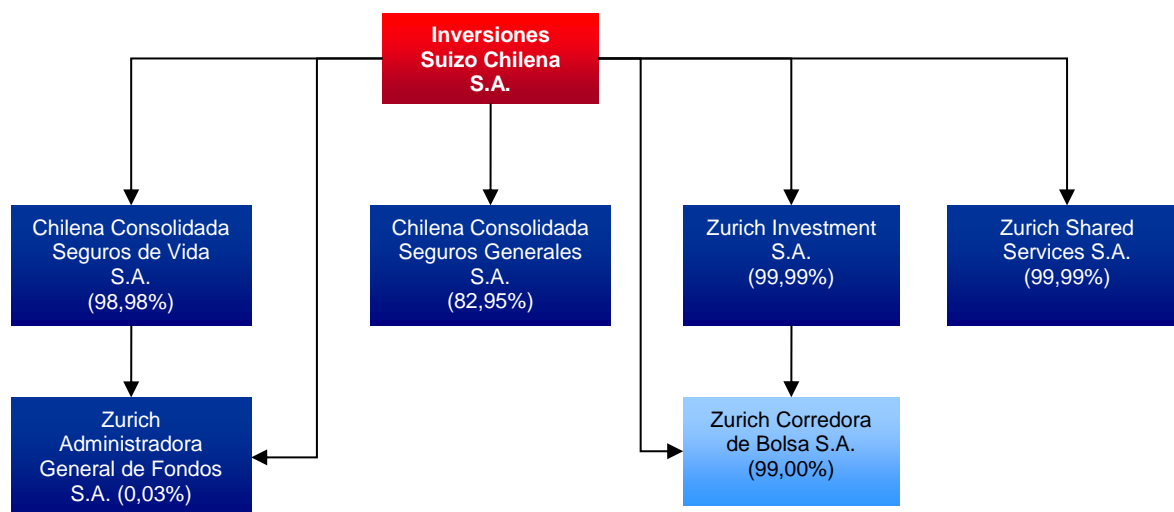 Inversiones
Suizo Chilena
S.A.
Chilena Consolidada
Seguros de Vida
S.A.
(98,98%)
Chilena Consolidada
Seguros Generales
S.A.
(82,95%)
Zurich Investment
S.A.
(99,99%)
Zurich Shared
Services S.A.
(99,99%)
Zurich
Administradora
General de Fondos
S.A. (0,03%)
Zurich Corredora
de Bolsa S.A.
(99,00%)